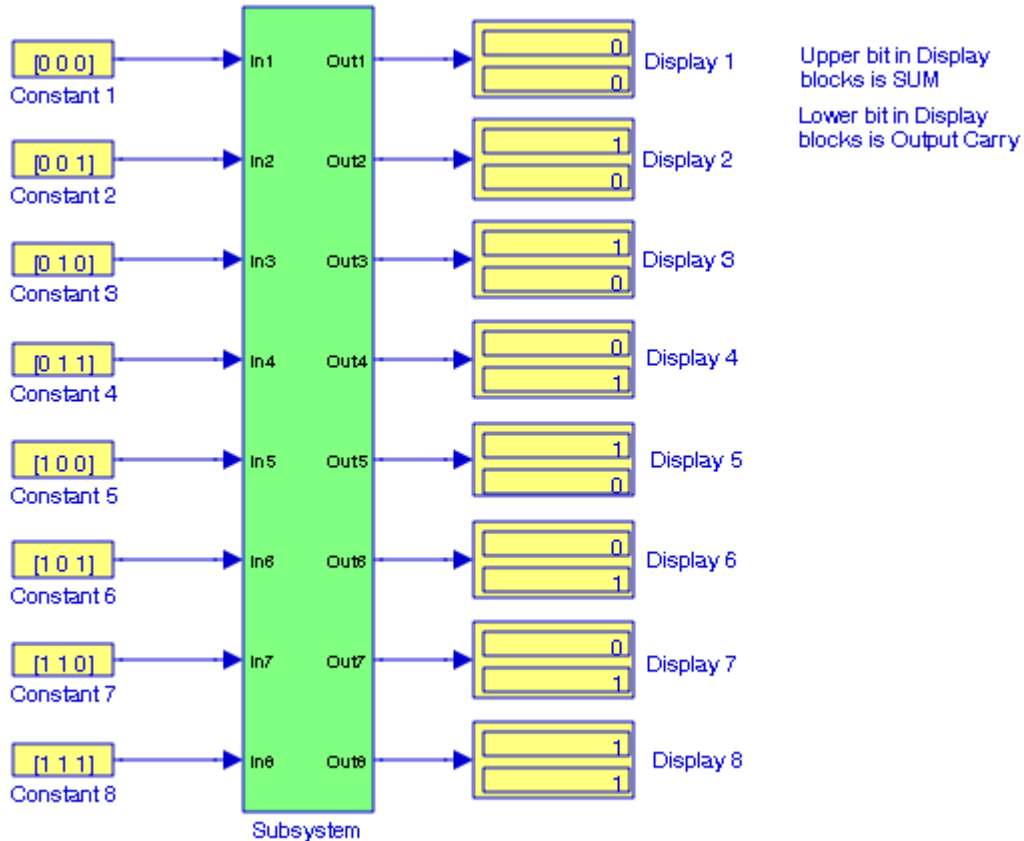 [0 0 0]
Constant 1
In1
Out1
0
0
Display 1
Upper bit in Display
blocks is SUM
Lower bit in Display
blocks is Output Carry
[0 0 1]
Constant 2
In2
Out2
1
0
Display 2
[0 1 0]
Constant 3
In3
Out3
1
0
Display 3
[0 1 1]
Constant 4
In4
Out4
0
1
Display 4
[1 0 0]
Constant 5
In5
Out5
1
0
Display 5
[1 0 1]
Constant 6
In6
Out6
0
1
Display 6
[1 1 0]
Constant 7
In7
Out7
0
1
Display 7
[1 1 1]
Constant 8
In8
Out8
1
1
Display 8
Subsystem